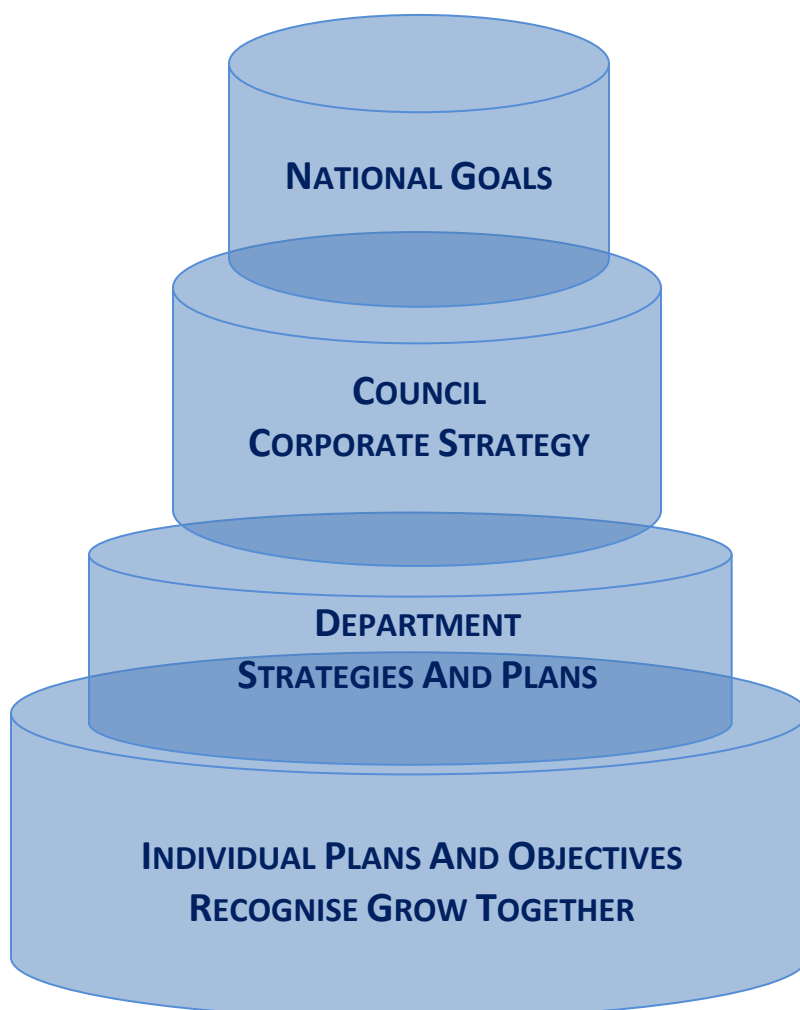 NATIONAL GOALS
COUNCIL
CORPORATE STRATEGY
DEPARTMENT
STRATEGIES AND PLANS
INDIVIDUAL PLANS AND OBJECTIVES
RECOGNISE GROW TOGETHER